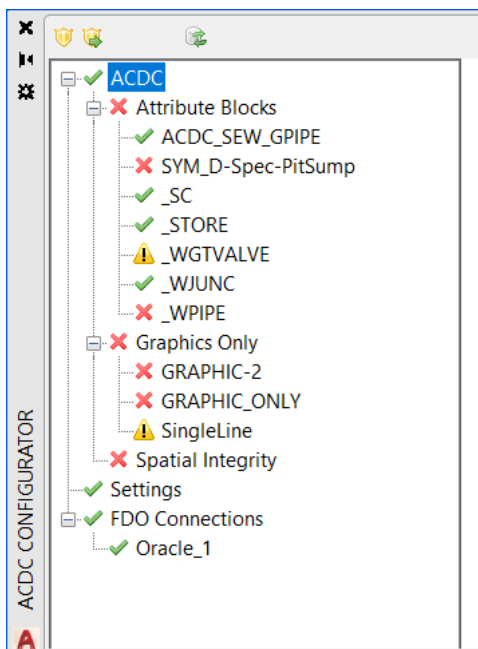 ACDC
Attribute Blocks
ACDC_SEW_GPIPE
SYM_D-Spec-PitSump
_SC
_STORE
_WGTVALVE
_WJUNC
_WPIPE
Graphics Only
GRAPHIC-2
GRAPHIC_ONLY
SingleLine
Spatial Integrity
Settings
FDO Connections
Oracle_1
ACDC CONFIGURATOR